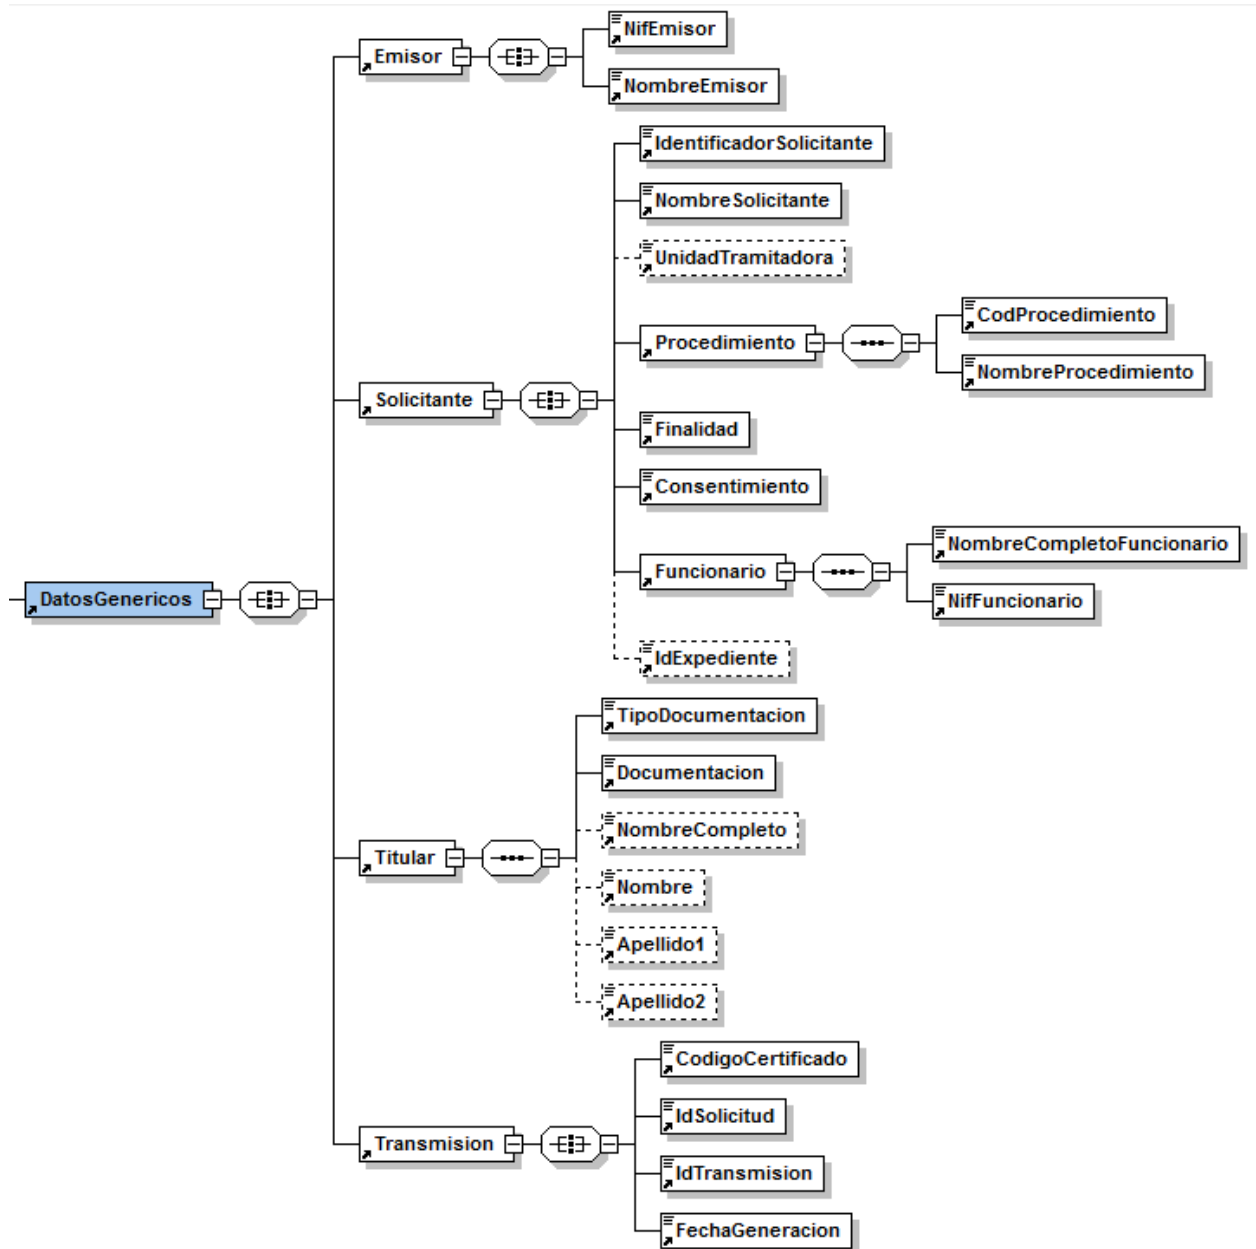 DatosGenericos
Emisor
NifEmisor
NombreEmisor
Solicitante
IdentificadorSolicitante
NombreSolicitante
UnidadTramitadora
Procedimiento
CodProcedimiento
NombreProcedimiento
Finalidad
Consentimiento
Funcionario
NombreCompletoFuncionario
NifFuncionario
IdExpediente
Titular
TipoDocumentacion
Documentacion
NombreCompleto
Nombre
Apellido1
Apellido2
Transmision
CodigoCertificado
IdSolicitud
IdTransmision
FechaGeneracion